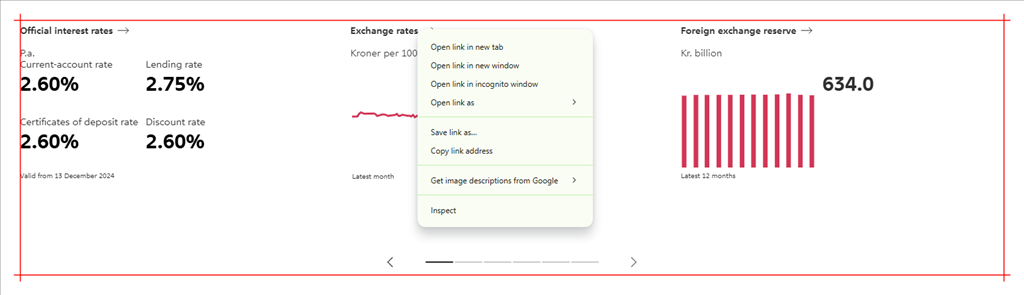 Official interest rates
P.a.
Current-account rate Lending rate
2.60% 2.75%
Certificates of deposit rate Discount rate
2.60% 2.60%
Valid from 13 December 2024
Exchange rates
Kroner per 100
Latest month
Open link in new tab
Open link in new window
Open link in incognito window
Open link as
Save link as...
Copy link address
Get image descriptions from Google
Inspect
Foreign exchange reserve
Kr. billion
634.0
Latest 12 months